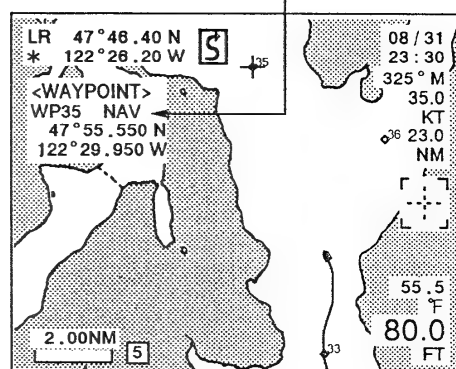 LR 47°46.40 N
* 122°26.20 W
<WAYPOINT>
WP35 NAV
47°55.550 N
122°29.950 W
35
08/31
23:30
325°M
35.0
KT
36
23.0
NM
55.5
°F
80.0
FT
2.00NM
5
33